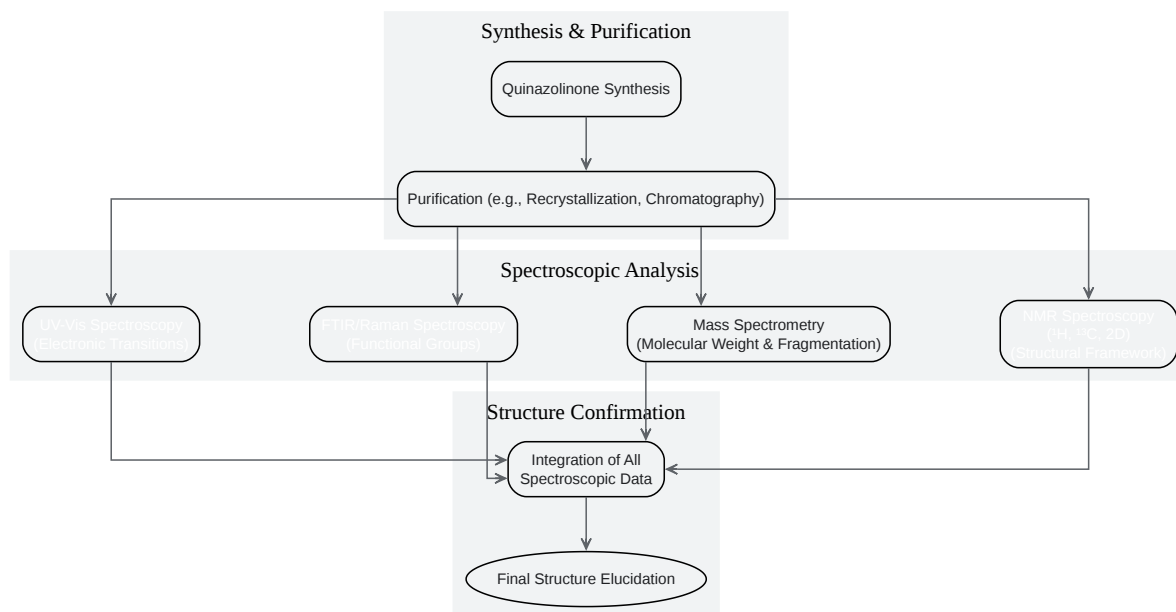 Synthesis & Purification
Quinazolinone Synthesis
Purification (e.g., Recrystallization, Chromatography)
Spectroscopic Analysis
UV-Vis Spectroscopy
(Electronic Transitions)
FTIR/Raman Spectroscopy
(Functional Groups)
Mass Spectrometry
(Molecular Weight & Fragmentation)
NMR Spectroscopy
(¹H, ¹³C, 2D)
(Structural Framework)
Structure Confirmation
Integration of All
Spectroscopic Data
Final Structure Elucidation